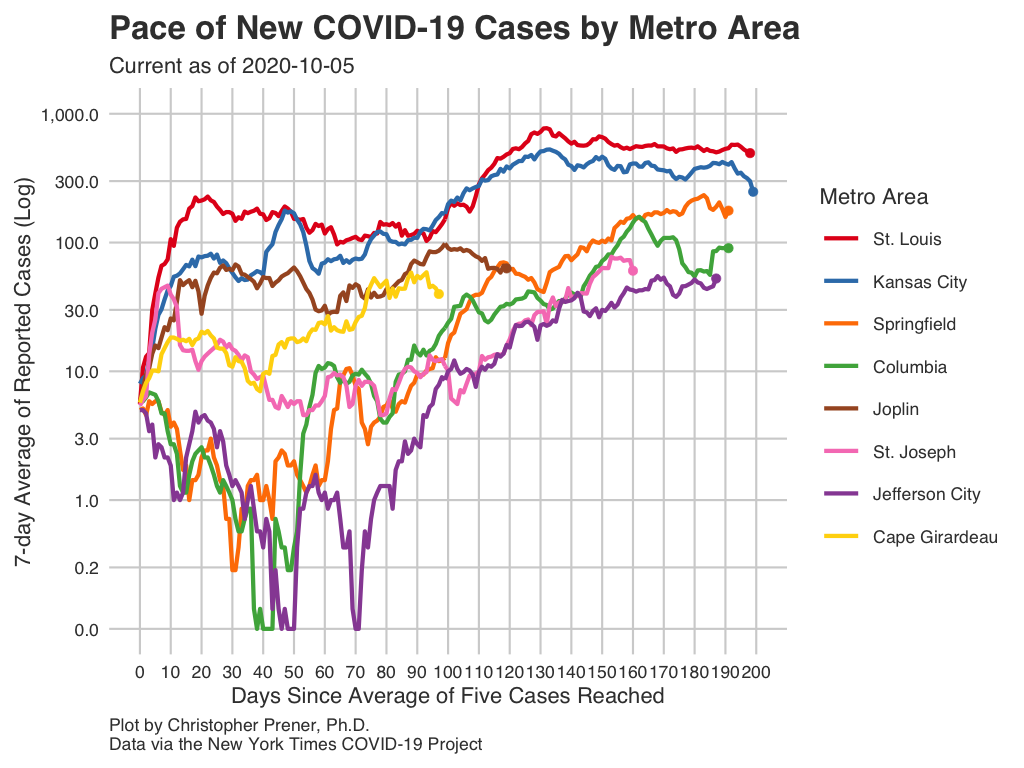 Pace of New COVID-19 Cases by Metro Area
Current as of 2020-10-05
7-day Average of Reported Cases (Log)
1,000.0
300.0
100.0
30.0
10.0
3.0
1.0
0.2
0.0
0 10 20 30 40 50 60 70 80 90 100 110 120 130 140 150 160 170 180 190 200
Days Since Average of Five Cases Reached
Metro Area
St. Louis
Kansas City
Springfield
Columbia
Joplin
St. Joseph
Jefferson City
Cape Girardeau
Plot by Christopher Prener, Ph.D.
Data via the New York Times COVID-19 Project